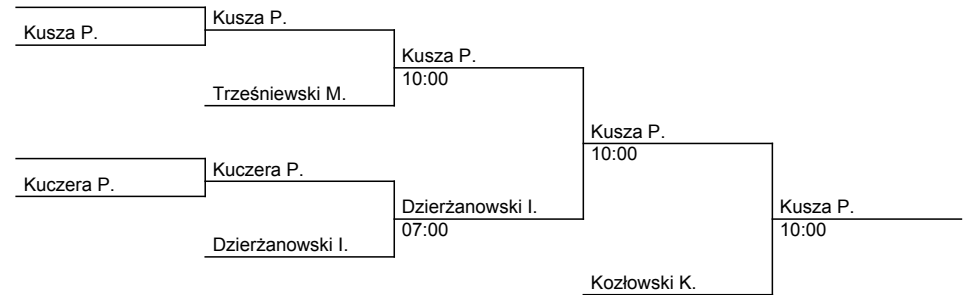 Kusza P.
Kusza P.
Kusza P.
10:00
Trześniewski M.
Kusza P.
10:00
Kuczera P.
Kuczera P.
Dzierżanowski I.
07:00
Kusza P.
10:00
Dzierżanowski I.
Kozłowski K.